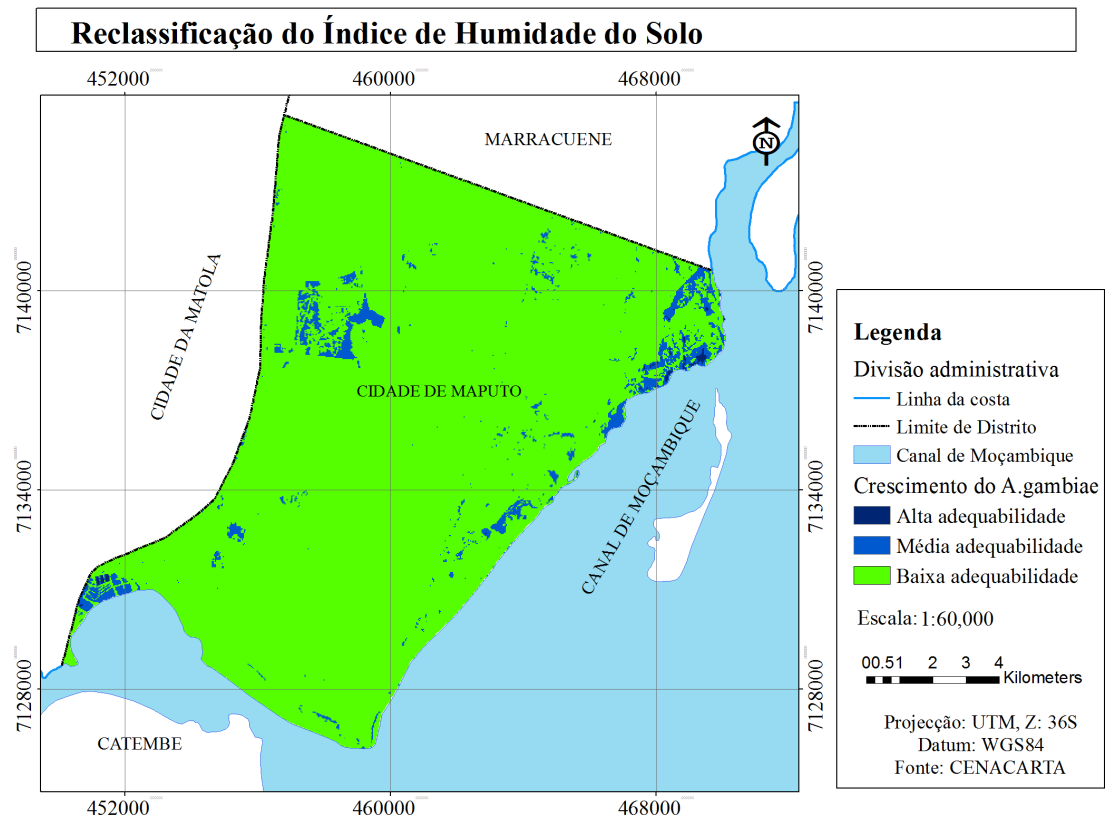 Reclassificação do Índice de Humidade do Solo
452000
460000
468000
MARRACUENE
N
CIDADE DA MATOLA
7140000
7140000
CIDADE DE MAPUTO
CANAL DE MOÇAMBIQUE
7134000
7134000
7128000
7128000
CATEMBE
452000
460000
468000
Legenda
Divisão administrativa
Linha da costa
Limite de Distrito
Canal de Moçambique
Crescimento do A.gambiae
Alta adequabilidade
Média adequabilidade
Baixa adequabilidade
Escala: 1:60,000
00.51 2 3 4
Kilometers
Projecção: UTM, Z: 36S
Datum: WGS84
Fonte: CENACARTA